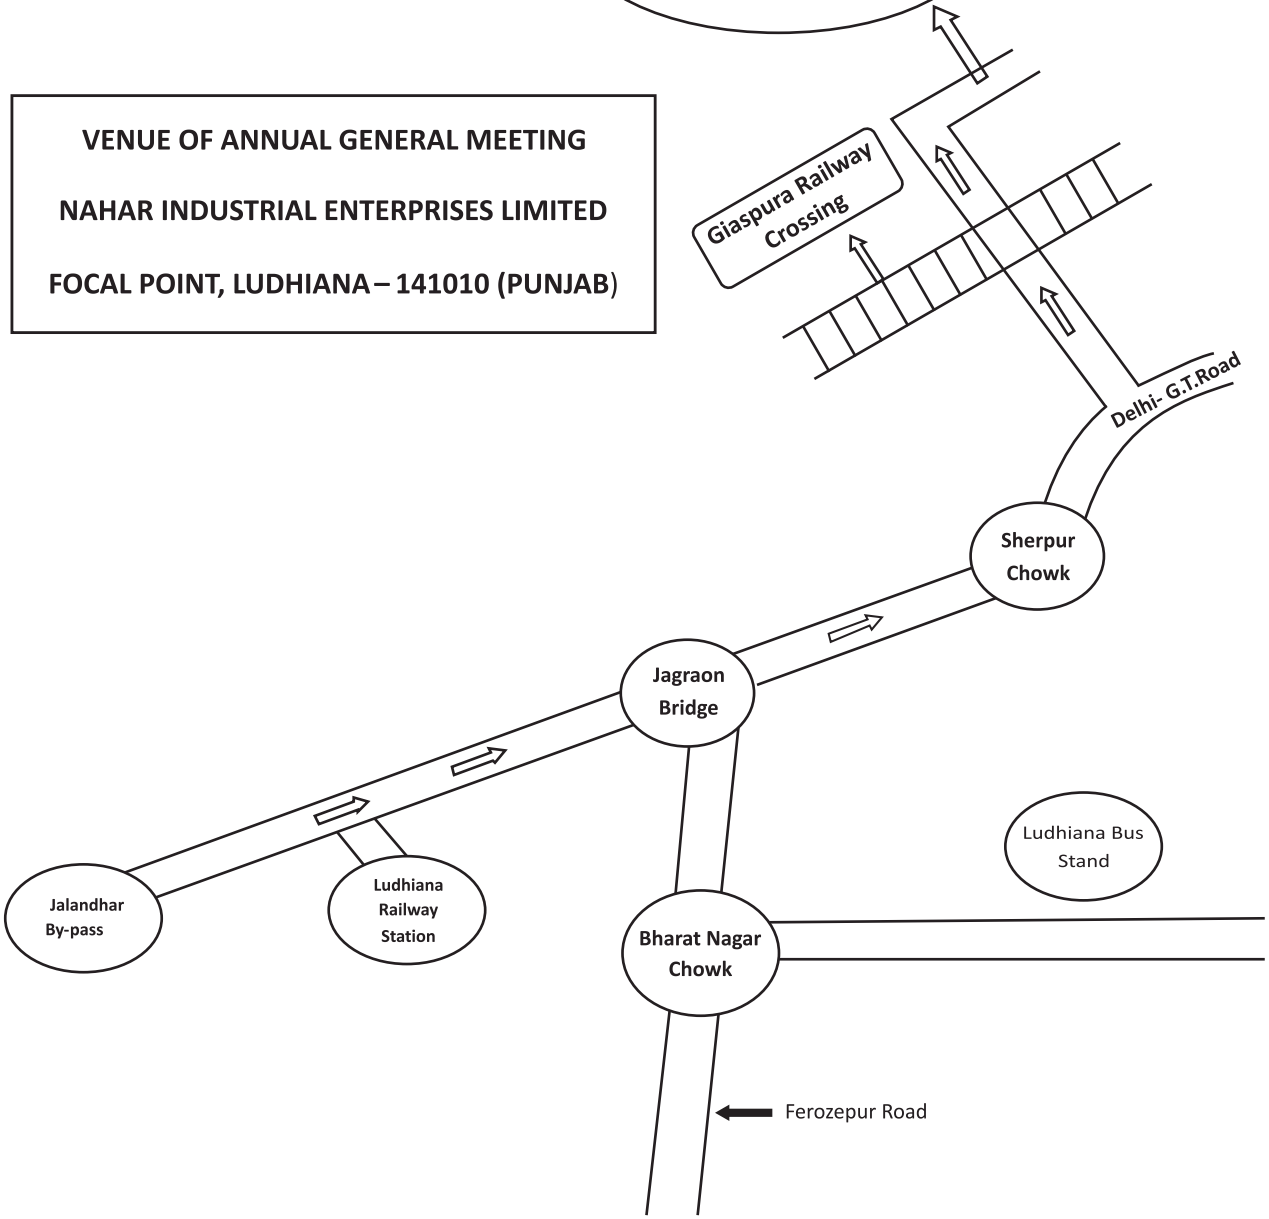 VENUE OF ANNUAL GENERAL MEETING
NAHAR INDUSTRIAL ENTERPRISES LIMITED
FOCAL POINT, LUDHIANA – 141010 (PUNJAB)
Giaspura Railway
Crossing
Delhi- G.T.Road
Sherpur
Chowk
Jagraon
Bridge
Ludhiana Bus
Stand
Jalandhar
By-pass
Ludhiana
Railway
Station
Bharat Nagar
Chowk
Ferozepur Road